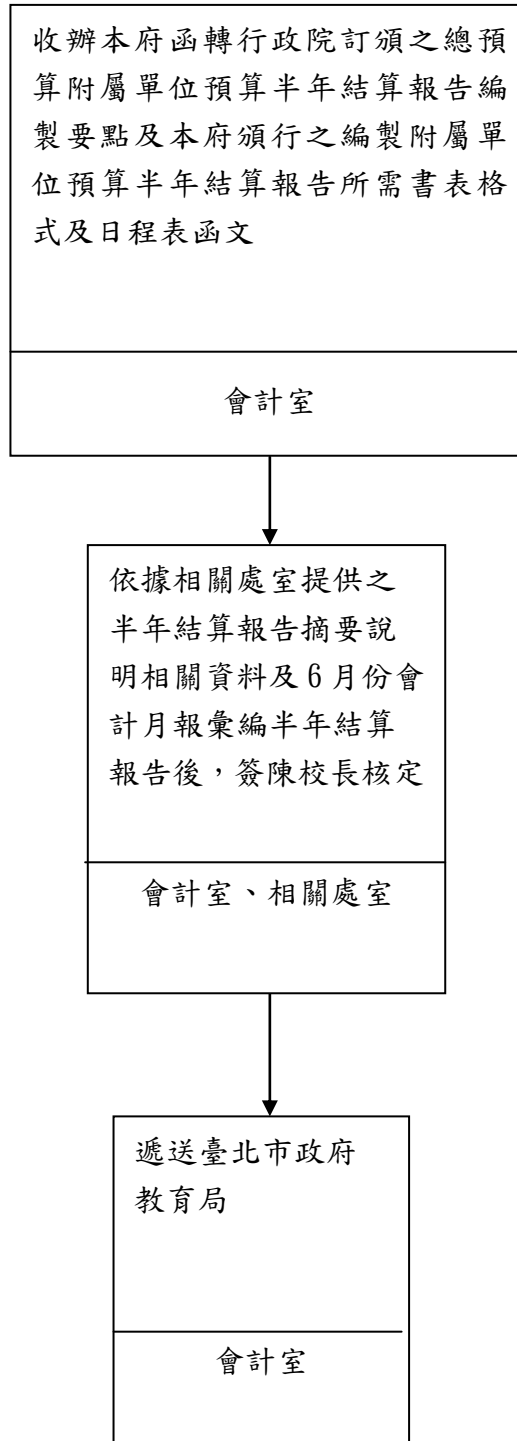 收辦本府函轉行政院訂頒之總預
算附屬單位預算半年結算報告編
製要點及本府頒行之編製附屬單
位預算半年結算報告所需書表格
式及日程表函文
會計室
依據相關處室提供之
半年結算報告摘要說
明相關資料及6月份會
計月報彙編半年結算
報告後，簽陳校長核定
會計室、相關處室
遞送臺北市政府
教育局
會計室